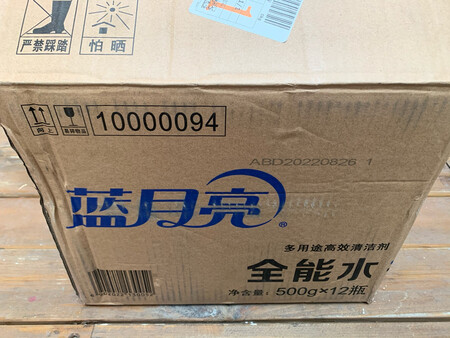 严禁踩踏
怕晒
向上
易碎物品
10000094
ABD20220826 1
蓝月亮®
多用途高效清洁剂
全能水
净含量：500g×12瓶